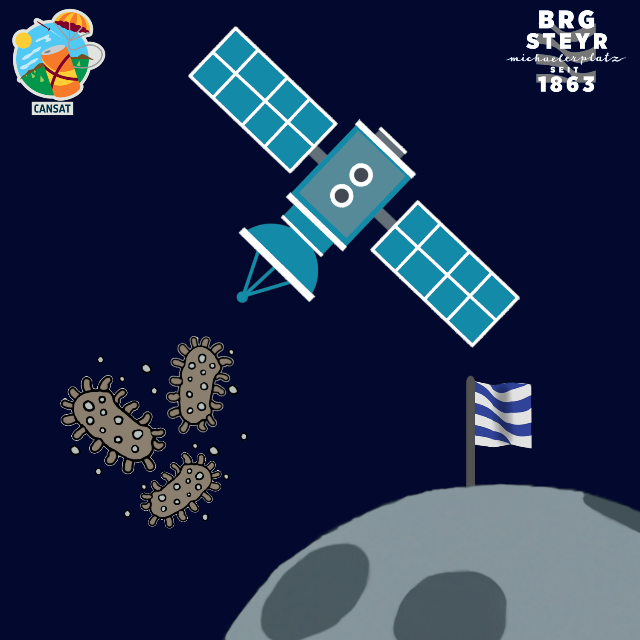 CANSAT
BRG
STEYR
michaelerplatz
SEIT
1863